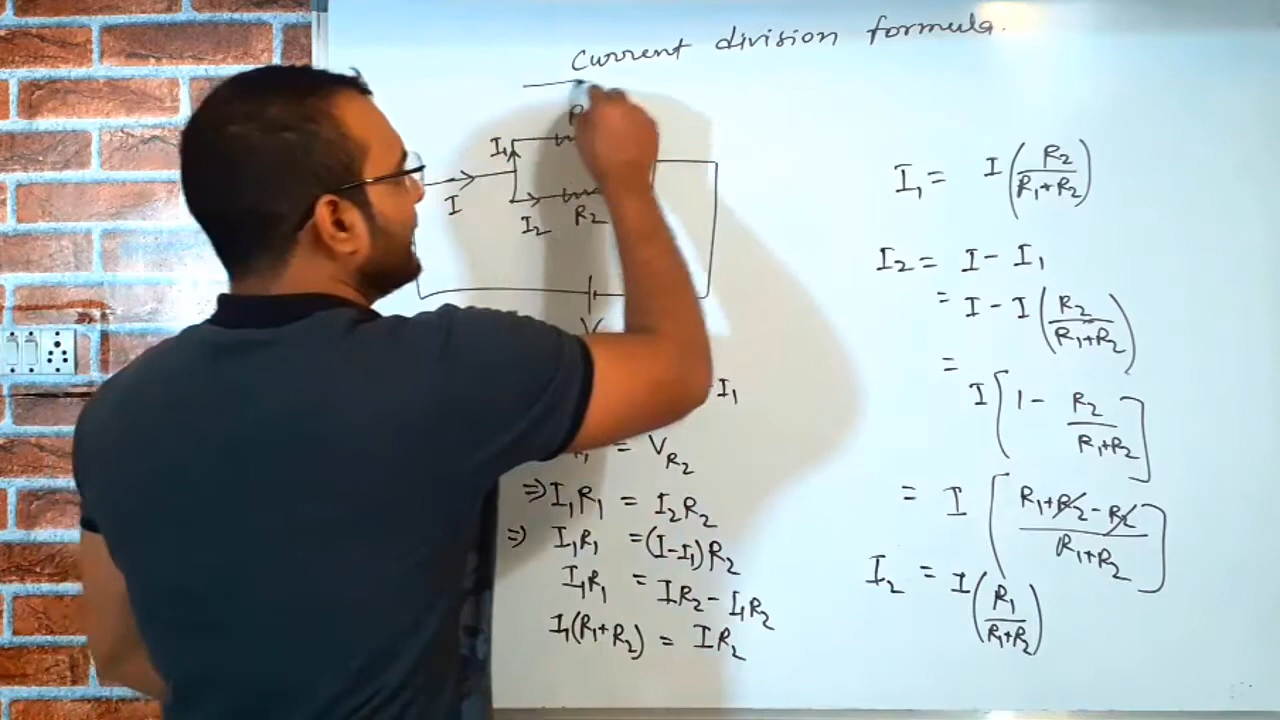 Current division formula.
R
I₁
I
I₂
R₂
V
I₁
= V_R₂
⇒ I₁R₁ = I₂R₂
⇒ I₁R₁ = (I-I₁)R₂
I₁R₁ = IR₂ - I₁R₂
I₁(R₁+R₂) = IR₂
I₁ = I(R₂/(R₁+R₂))
I₂ = I - I₁
= I - I(R₂/(R₁+R₂))
= I[1 - R₂/(R₁+R₂)]
= I[(R₁+R₂-R₂)/(R₁+R₂)]
I₂ = I(R₁/(R₁+R₂))